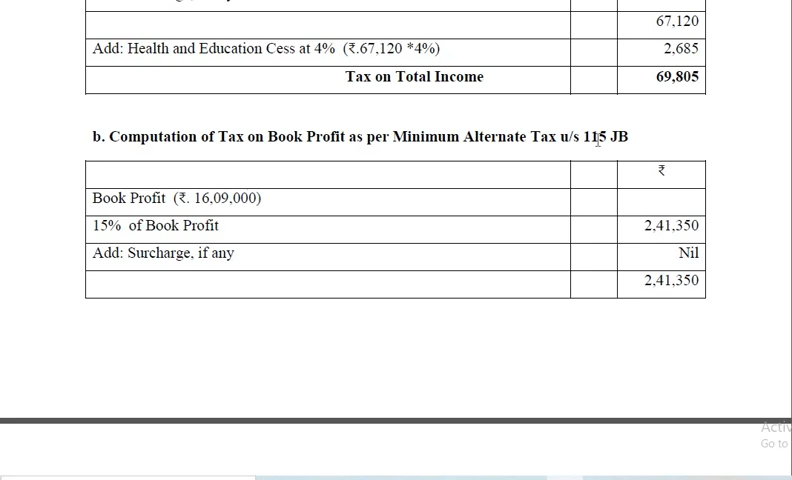 67,120
Add: Health and Education Cess at 4% (₹.67,120 *4%) 2,685
Tax on Total Income 69,805
b. Computation of Tax on Book Profit as per Minimum Alternate Tax u/s 115 JB
₹
Book Profit (₹. 16,09,000)
15% of Book Profit 2,41,350
Add: Surcharge, if any Nil
2,41,350
Go to